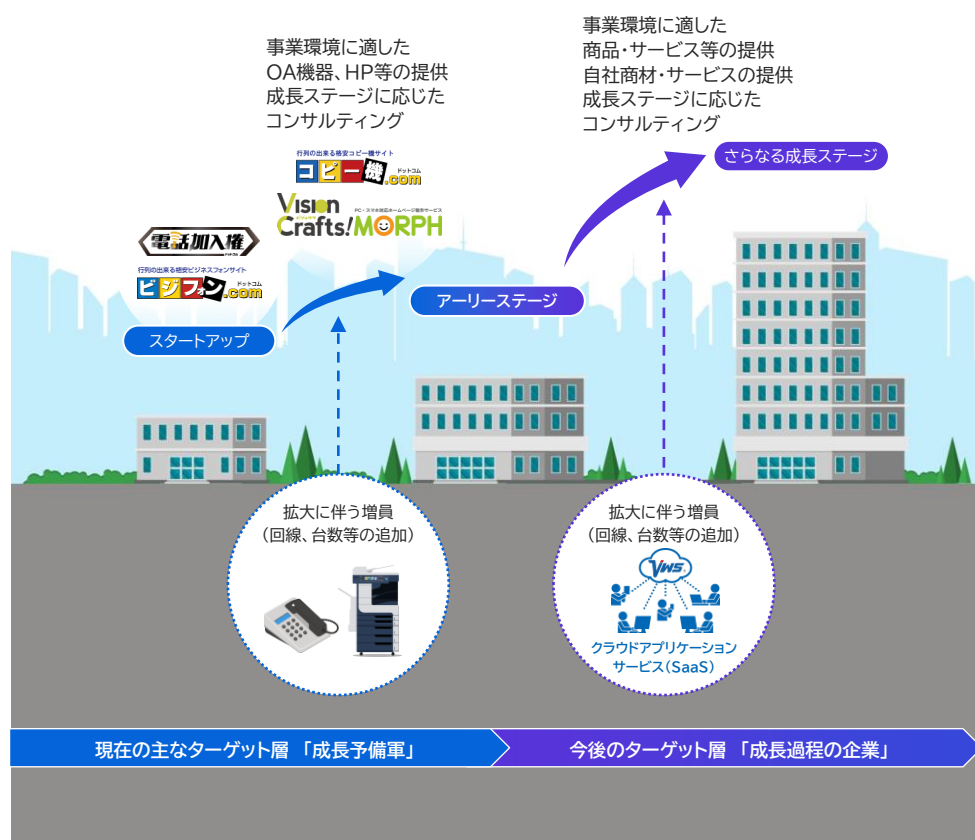 事業環境に適した
OA機器、HP等の提供
成長ステージに応じた
コンサルティング
事業環境に適した
商品・サービス等の提供
自社商材・サービスの提供
成長ステージに応じた
コンサルティング
行列の出来る格安コピー機サイト
コピー機.com
ドットコム
Vision
Crafts!
PC・スマホ対応ホームページ制作サービス
MORPH
さらなる成長ステージ
電話加入権
行列の出来る格安ビジネスフォンサイト
ビジフォン.com
ドットコム
スタートアップ
アーリーステージ
拡大に伴う増員
(回線、台数等の追加)
拡大に伴う増員
(回線、台数等の追加)
VWS
クラウドアプリケーション
サービス(SaaS)
現在の主なターゲット層 「成長予備軍」
今後のターゲット層 「成長過程の企業」